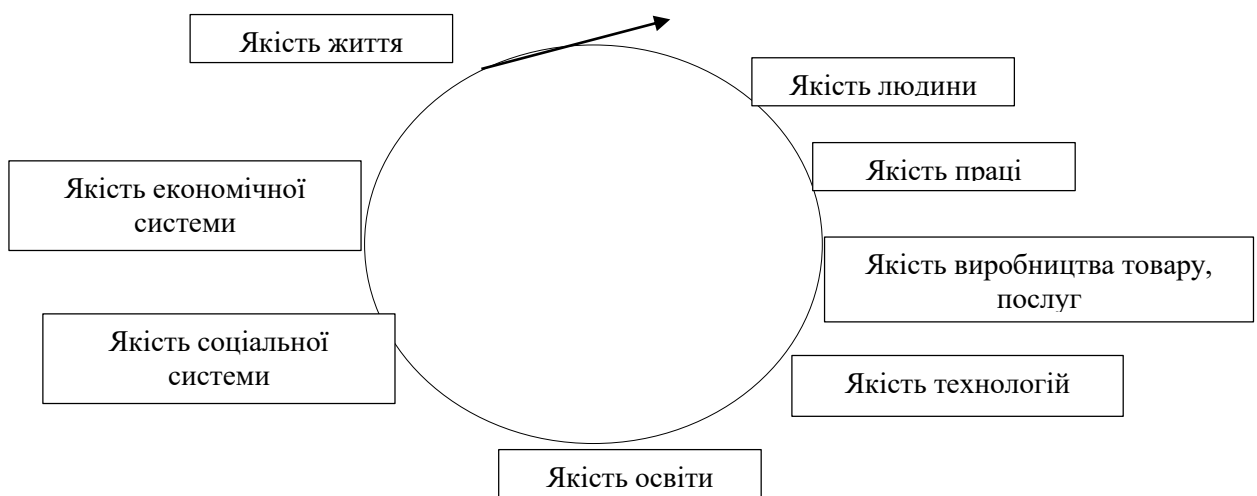 Якість життя
Якість людини
Якість праці
Якість економічної
системи
Якість виробництва товару,
послуг
Якість соціальної
системи
Якість технологій
Якість освіти